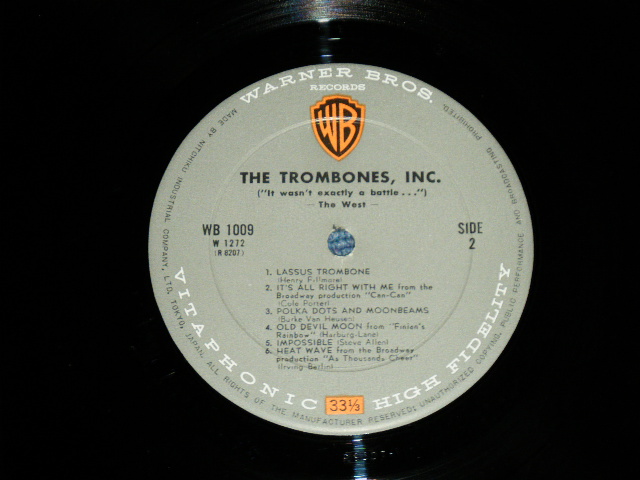 WARNER BROS.
RECORDS
WB
THE TROMBONES, INC.
("It wasn't exactly a battle...")
— The West —
WB 1009
W 1272
(R 8207)
SIDE
2
1. LASSUS TROMBONE
(Henry Fillmore)
2. IT'S ALL RIGHT WITH ME from the
Broadway production "Can-Can"
(Cole Porter)
3. POLKA DOTS AND MOONBEAMS
(Burke-Van Heusen)
4. OLD DEVIL MOON from "Finian's
Rainbow" (Harburg-Lane)
5. IMPOSSIBLE (Steve Allen)
6. HEAT WAVE from the Broadway
production "As Thousands Cheer"
(Irving Berlin)
VITAPHONIC 33⅓ HIGH FIDELITY
MADE BY NITCHIKU INDUSTRIAL COMPANY, LTD. TOKYO, JAPAN. ALL RIGHTS OF THE MANUFACTURER RESERVED: UNAUTHORIZED COPYING, PUBLIC PERFORMANCE AND BROADCASTING PROHIBITED.